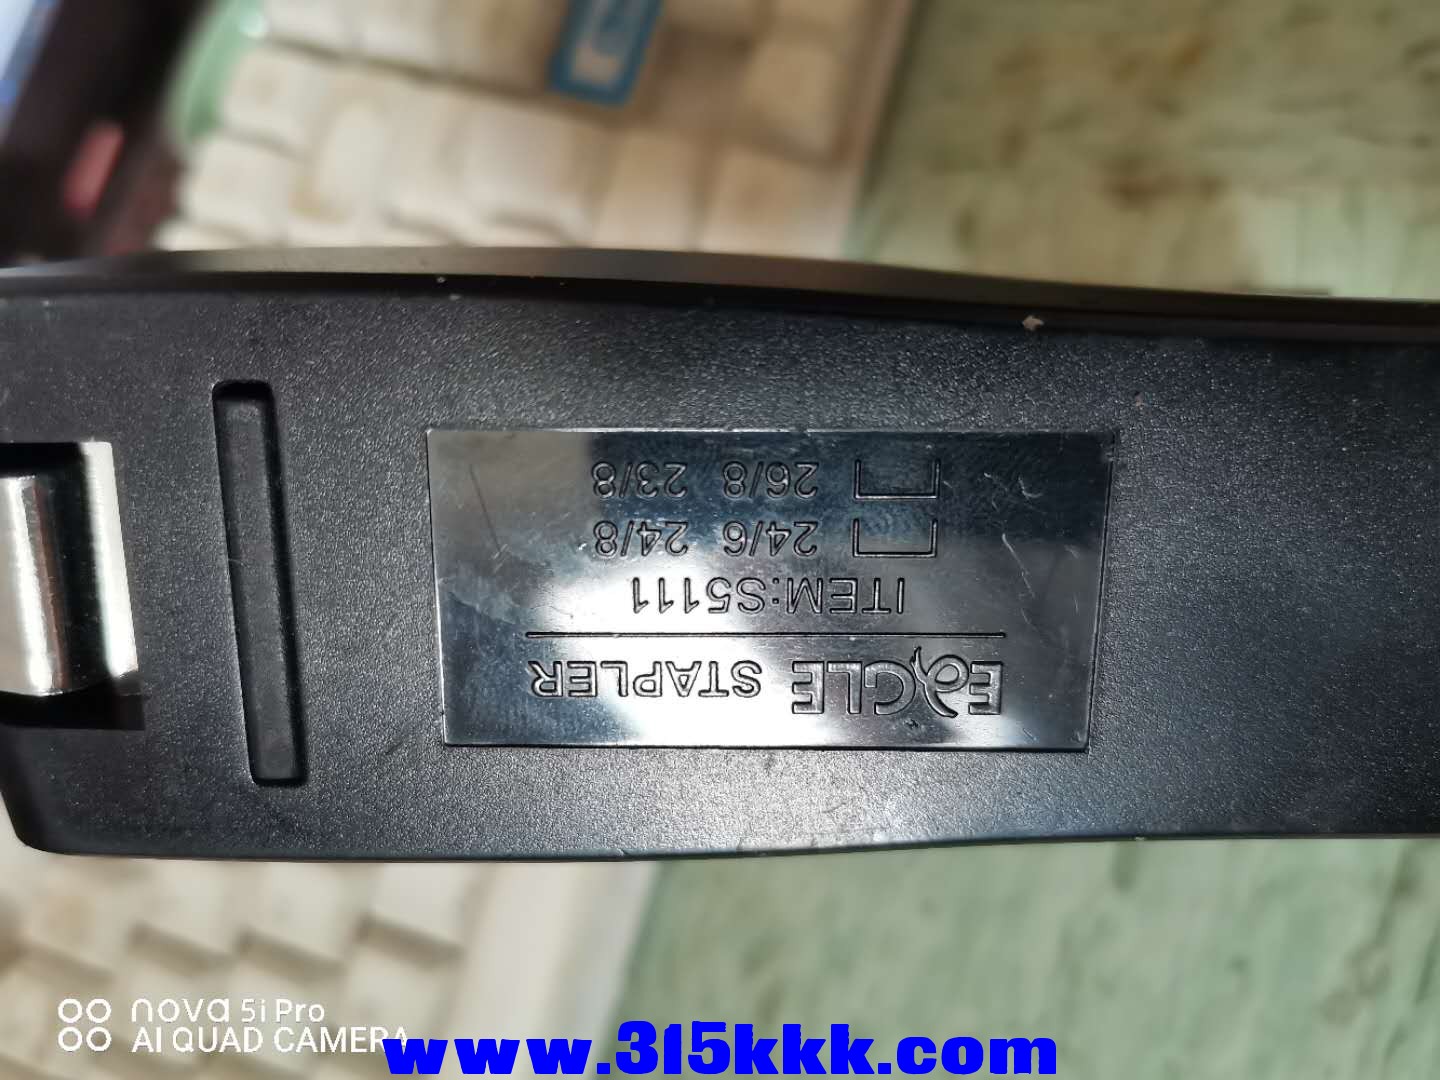 EAGLE STAPLER
ITEM:S5111
24/6 24/8
26/8 23/8
nova 5i Pro
AI QUAD CAMERA
www.315kkk.com